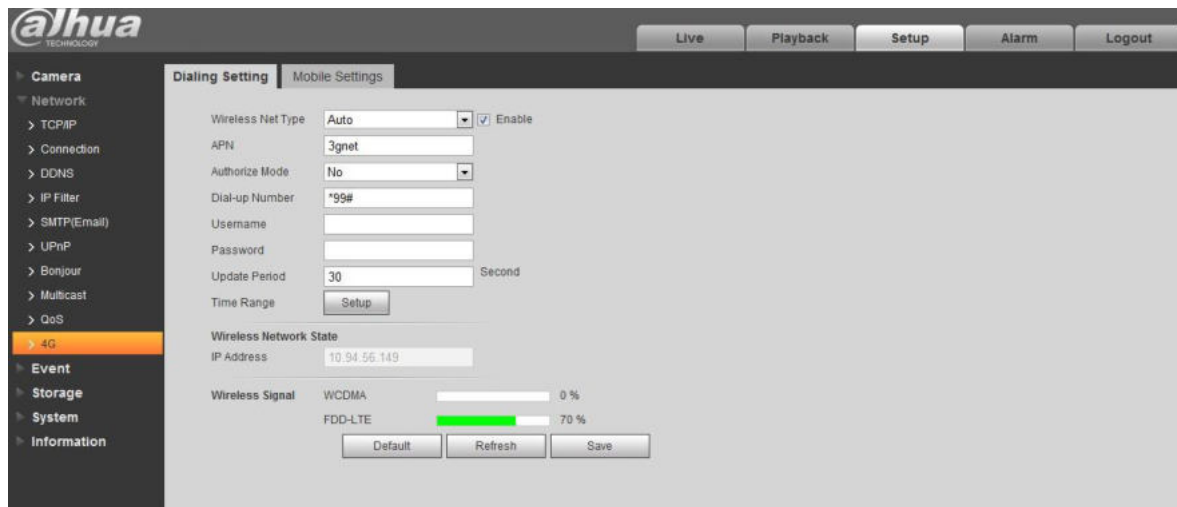 alhua
TECHNOLOGY
Live Playback Setup Alarm Logout
Camera
Network
> TCP/IP
> Connection
> DDNS
> IP Filter
> SMTP(Email)
> UPnP
> Bonjour
> Multicast
> QoS
> 4G
Event
Storage
System
Information
Dialing Setting Mobile Settings
Wireless Net Type Auto Enable
APN 3gnet
Authorize Mode No
Dial-up Number *99#
Username
Password
Update Period 30 Second
Time Range Setup
Wireless Network State
IP Address 10.94.56.149
Wireless Signal WCDMA 0 %
FDD-LTE 70 %
Default Refresh Save